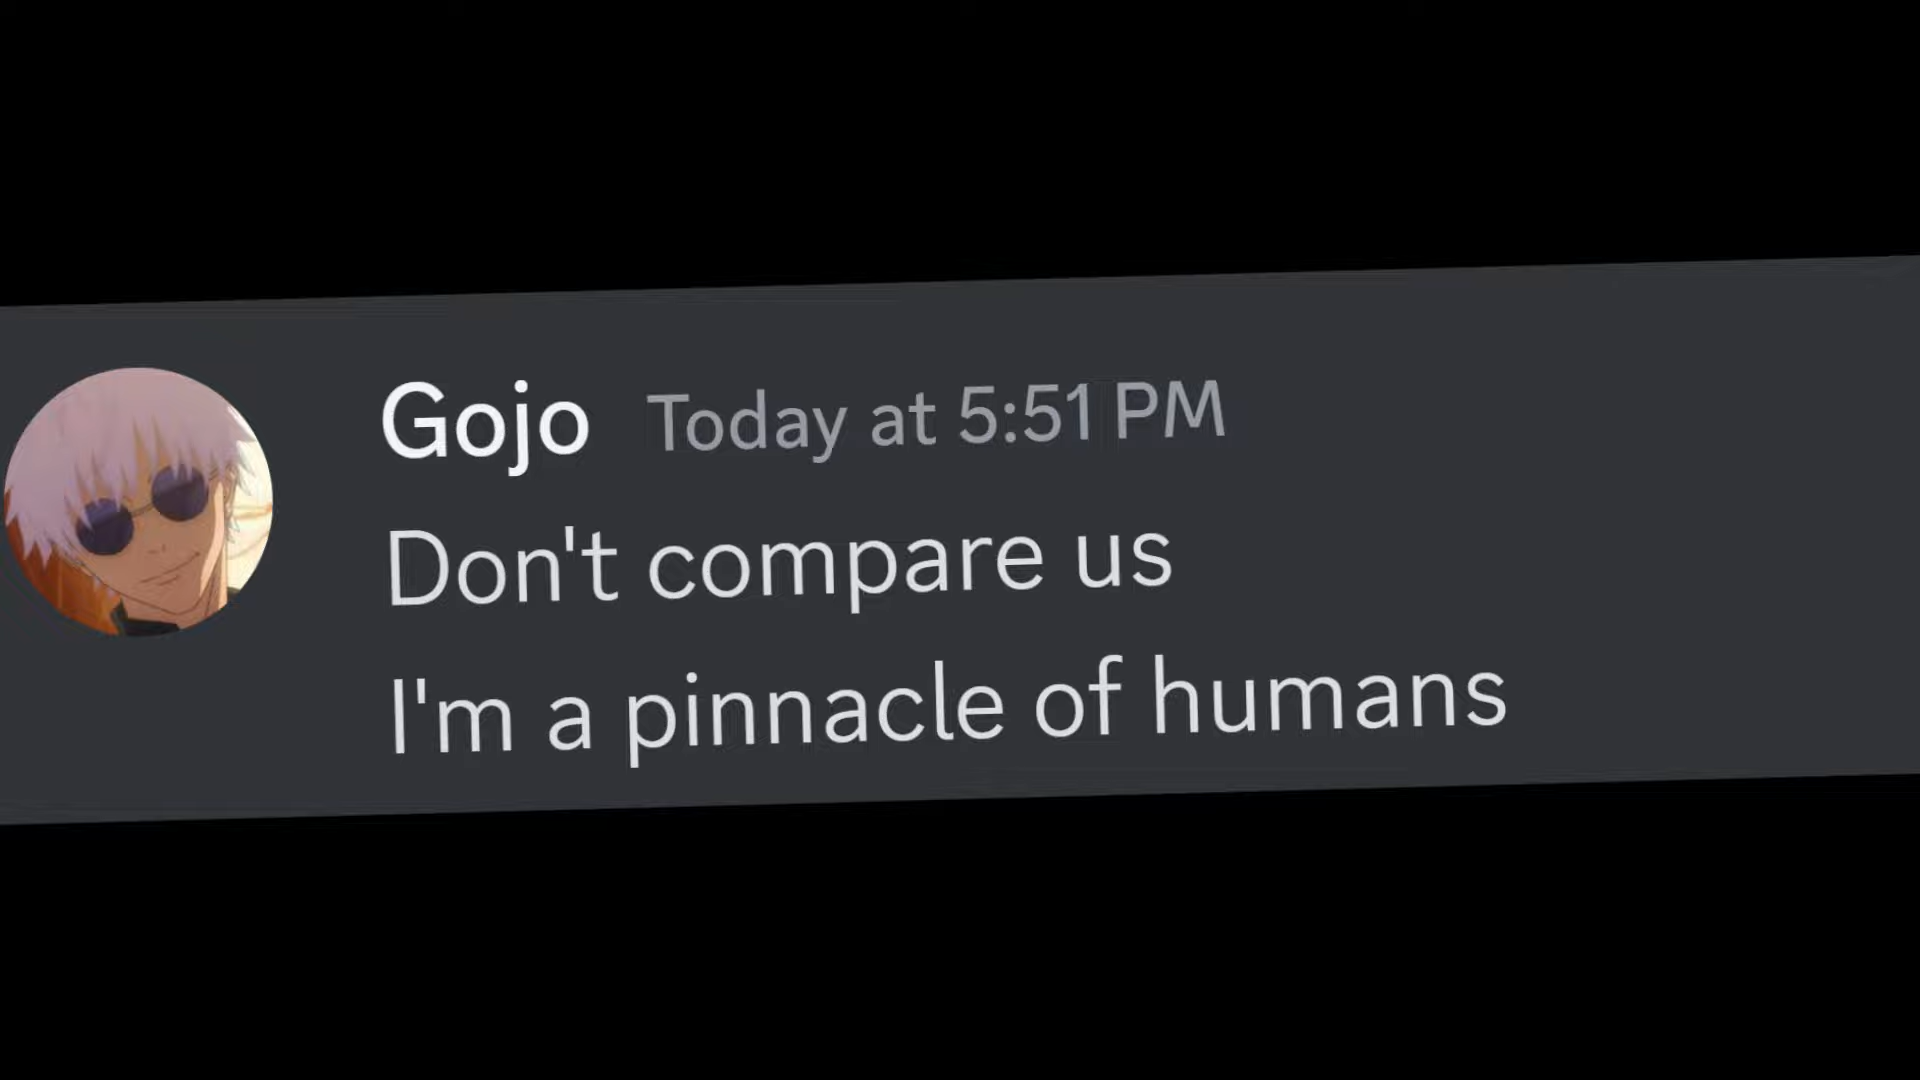 Gojo Today at 5:51 PM
Don't compare us
I'm a pinnacle of humans